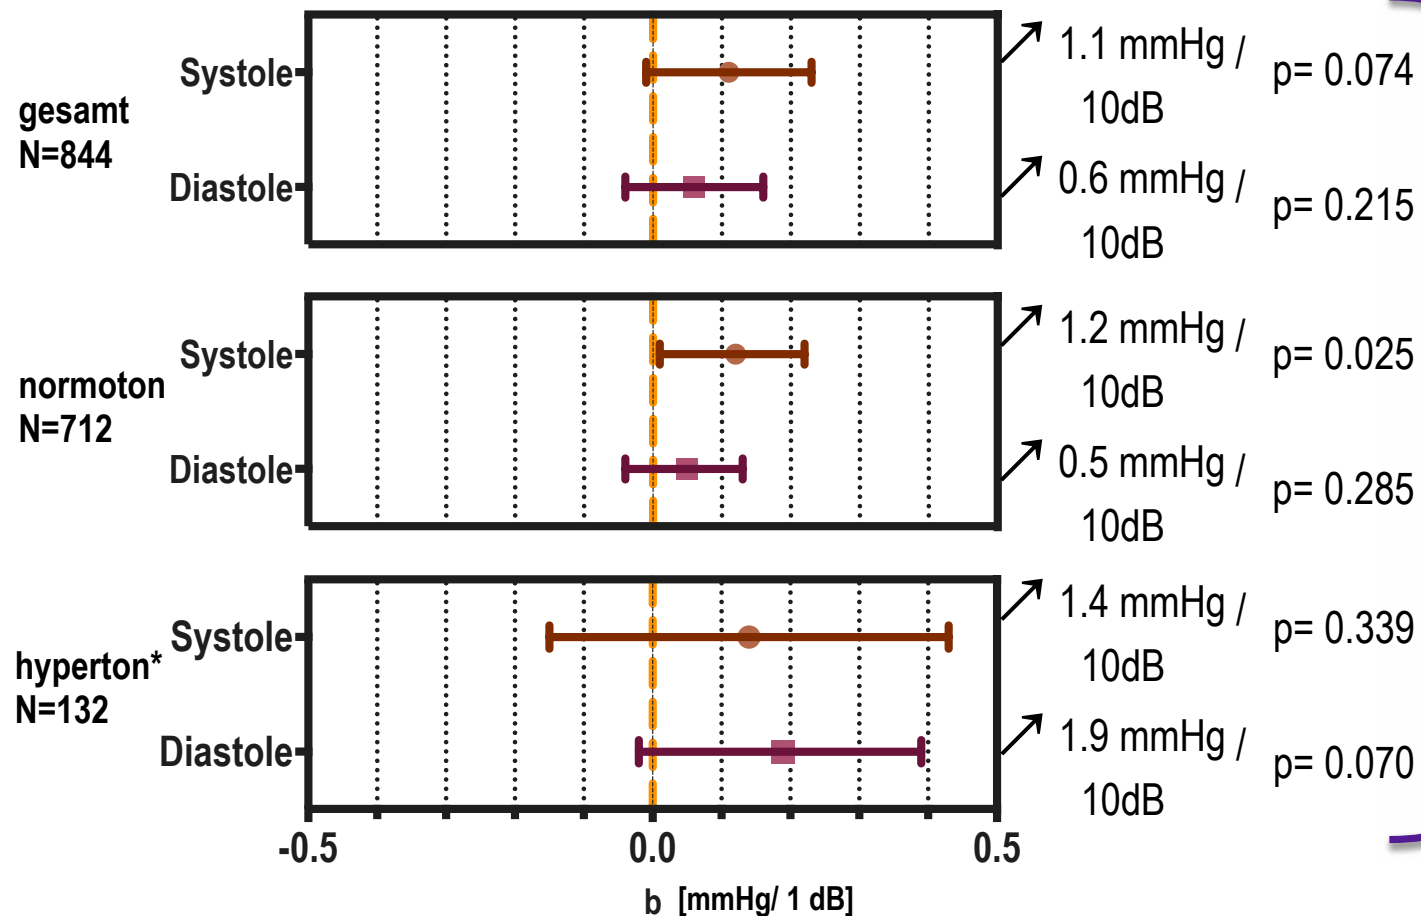 gesamt
N=844
Systole
1.1 mmHg /
10dB
p= 0.074
Diastole
0.6 mmHg /
10dB
p= 0.215
normoton
N=712
Systole
1.2 mmHg /
10dB
p= 0.025
Diastole
0.5 mmHg /
10dB
p= 0.285
hyperton*
N=132
Systole
1.4 mmHg /
10dB
p= 0.339
Diastole
1.9 mmHg /
10dB
p= 0.070
-0.5 0.0 0.5
b [mmHg/ 1 dB]